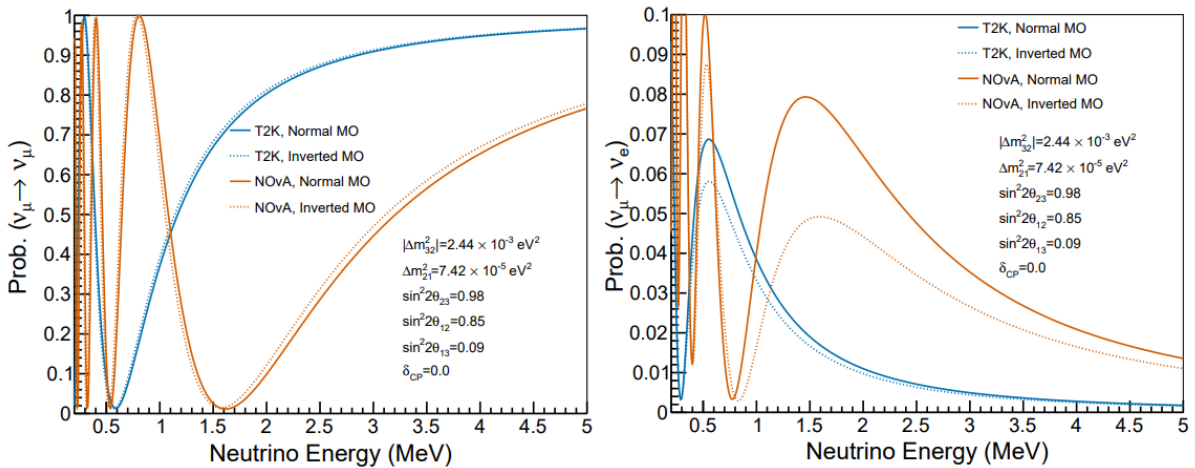 Prob. (νμ→ νμ)
1
0.9
0.8
0.7
0.6
0.5
0.4
0.3
0.2
0.1
0
T2K, Normal MO
T2K, Inverted MO
NOvA, Normal MO
NOvA, Inverted MO
|Δm²32|=2.44 × 10⁻³ eV²
Δm²21=7.42 × 10⁻⁵ eV²
sin²2θ23=0.98
sin²2θ12=0.85
sin²2θ13=0.09
δCP=0.0
0.5 1 1.5 2 2.5 3 3.5 4 4.5 5
Neutrino Energy (MeV)
Prob. (νμ→ νe)
0.1
0.09
0.08
0.07
0.06
0.05
0.04
0.03
0.02
0.01
0
T2K, Normal MO
T2K, Inverted MO
NOvA, Normal MO
NOvA, Inverted MO
|Δm²32|=2.44 × 10⁻³ eV²
Δm²21=7.42 × 10⁻⁵ eV²
sin²2θ23=0.98
sin²2θ12=0.85
sin²2θ13=0.09
δCP=0.0
0.5 1 1.5 2 2.5 3 3.5 4 4.5 5
Neutrino Energy (MeV)